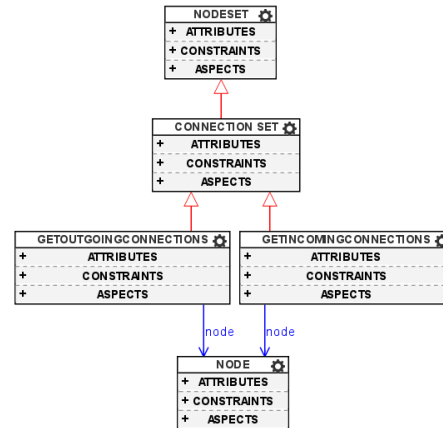 NODESET
+ ATTRIBUTES
+ CONSTRAINTS
+ ASPECTS
CONNECTION SET
+ ATTRIBUTES
+ CONSTRAINTS
+ ASPECTS
GETOUTGOINGCONNECTIONS
+ ATTRIBUTES
+ CONSTRAINTS
+ ASPECTS
GETINCOMINGCONNECTIONS
+ ATTRIBUTES
+ CONSTRAINTS
+ ASPECTS
node
node
NODE
+ ATTRIBUTES
+ CONSTRAINTS
+ ASPECTS